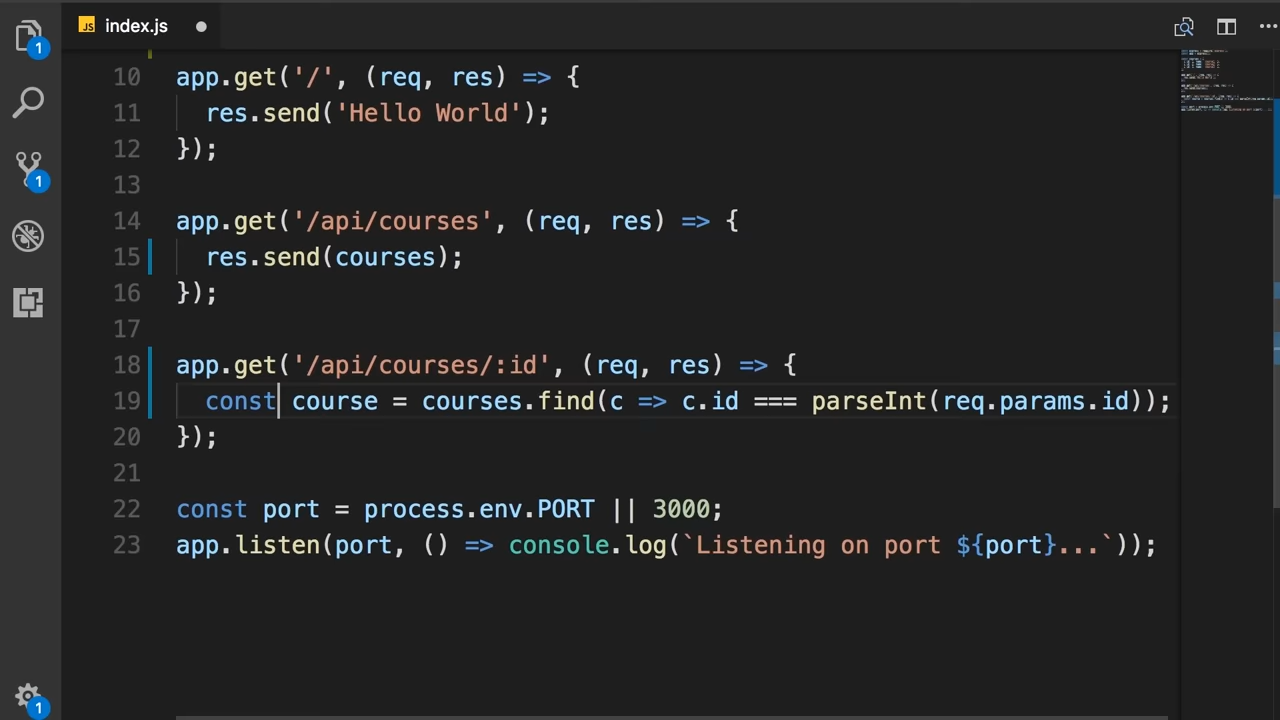 JS index.js
1
1
1
10 app.get('/', (req, res) => {
11 res.send('Hello World');
12 });
13
14 app.get('/api/courses', (req, res) => {
15 res.send(courses);
16 });
17
18 app.get('/api/courses/:id', (req, res) => {
19 const course = courses.find(c => c.id === parseInt(req.params.id));
20 });
21
22 const port = process.env.PORT || 3000;
23 app.listen(port, () => console.log(`Listening on port ${port}...`));